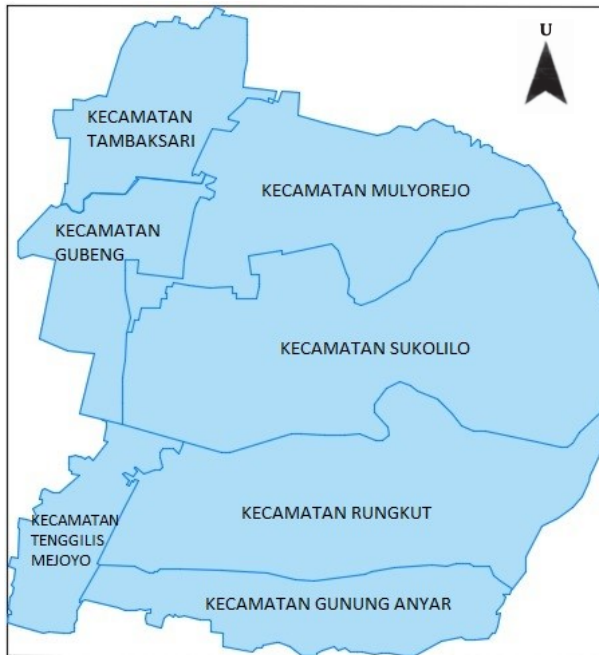 U
KECAMATAN
TAMBAKSARI
KECAMATAN MULYOREJO
KECAMATAN
GUBENG
KECAMATAN SUKOLILO
KECAMATAN RUNGKUT
KECAMATAN
TENGGILIS
MEJOYO
KECAMATAN GUNUNG ANYAR